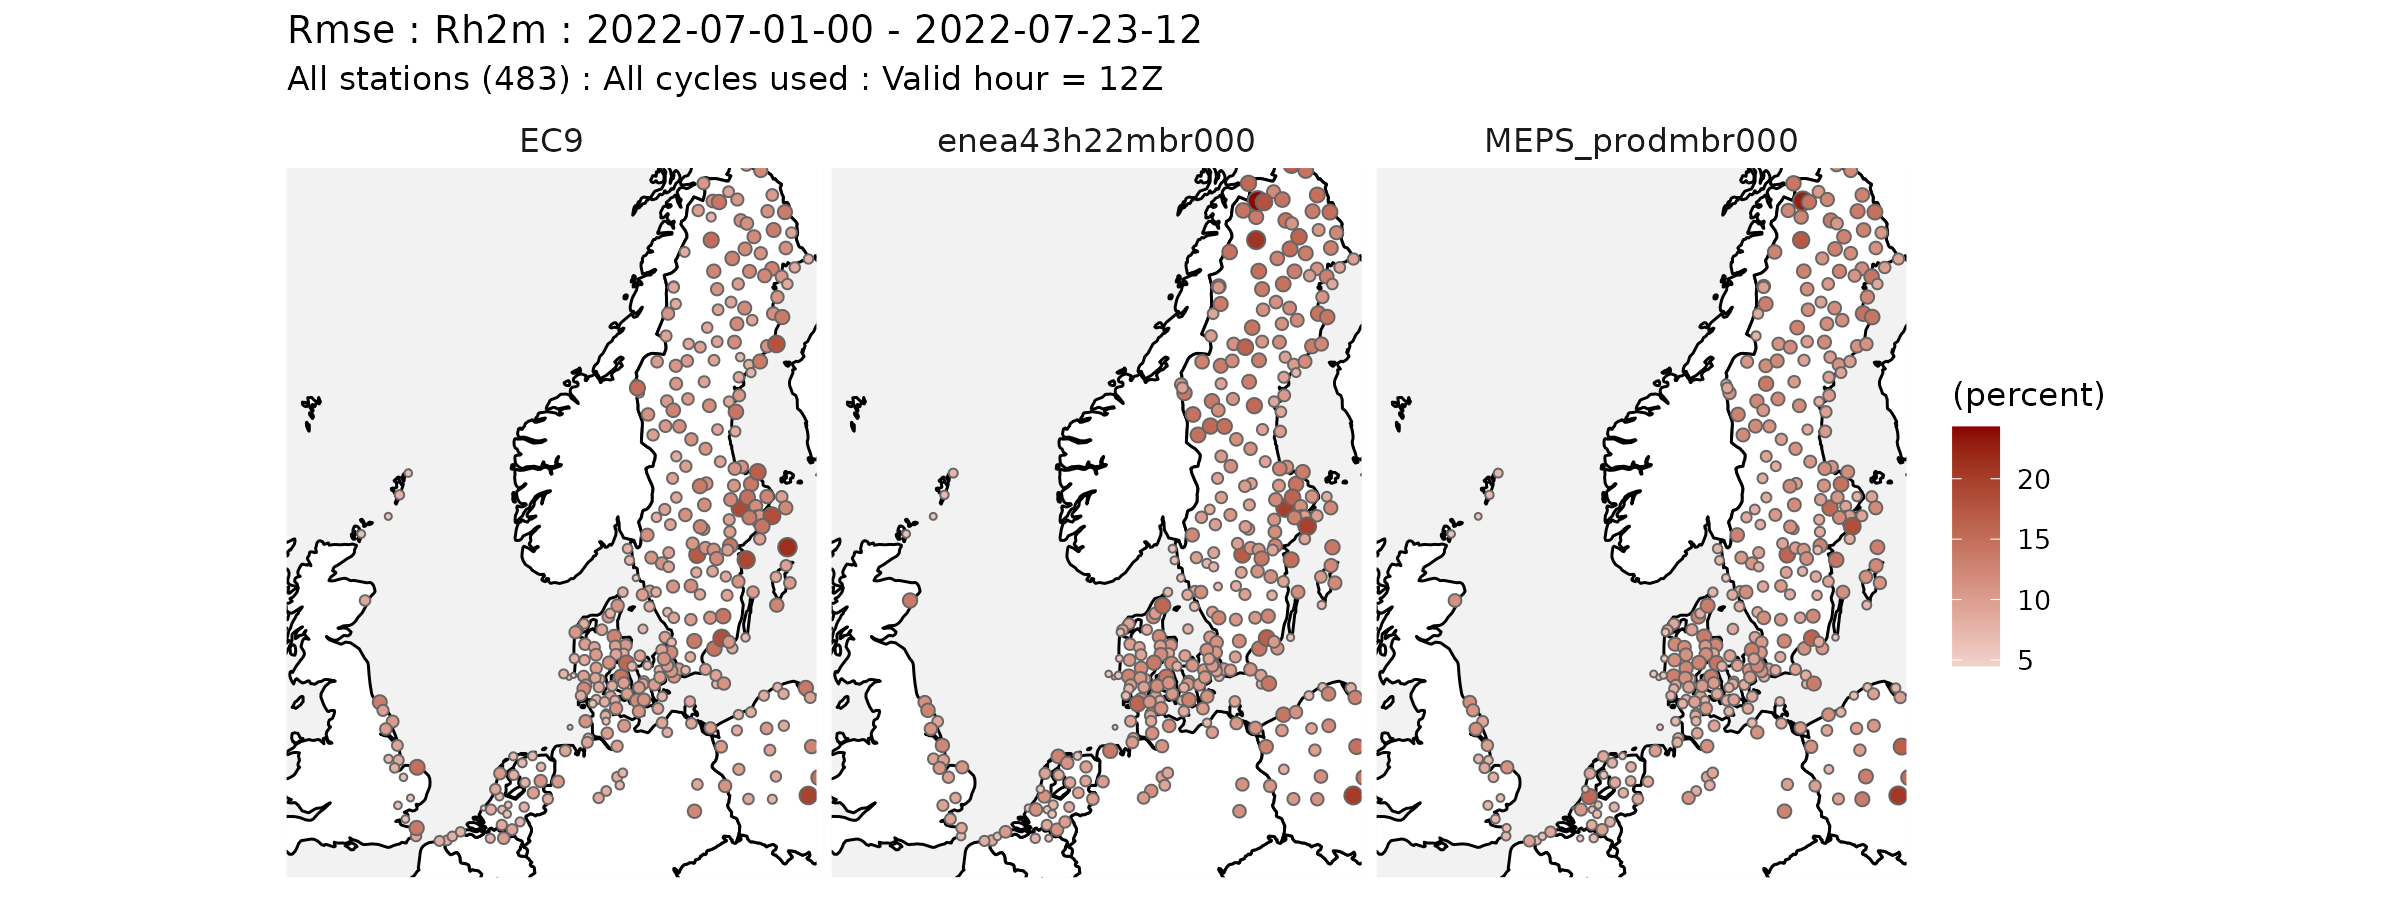 Rmse : Rh2m : 2022-07-01-00 - 2022-07-23-12
All stations (483) : All cycles used : Valid hour = 12Z
EC9
enea43h22mbr000
MEPS_prodmbr000
(percent)
20
15
10
5